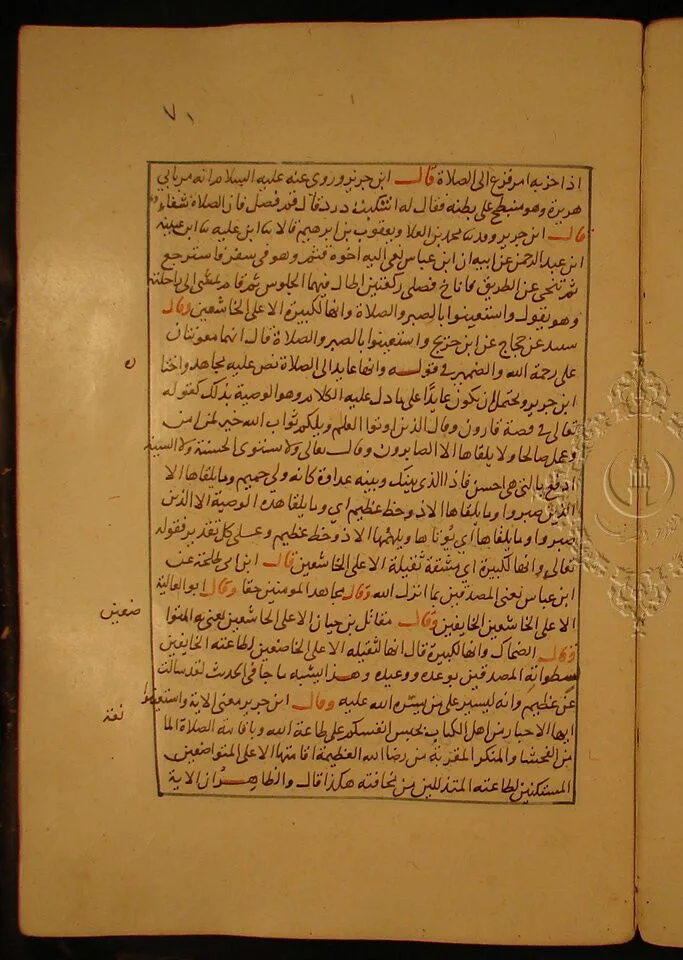 ٧١
اذا حزبه امر فزع الى الصلاة قال ابن جرير وروي عنه عليه السلام انه مر بابي
هريرة وهو منبطح على بطنه فقال له اشكنب درد قال قم فصل فان الصلاة شفاء
قال ابن جرير وقد ثنا محمد بن العلا ويعقوب بن ابرهيم قالا ثنا ابن علية ثنا عيينة
ابن عبد الرحمن عن ابيه ان ابن عباس نعي اليه اخوه قثم وهو في سفر فاسترجع
ثم تنحى عن الطريق فاناخ فصلى ركعتين اطال فيهما الجلوس ثم قام يمشي الى راحلته
وهو يقول واستعينوا بالصبر والصلاة وانها لكبيرة الا على الخاشعين وقال
سنيد عن حجاج عن ابن جريج واستعينوا بالصبر والصلاة قال انهما معونتان
على رحمة الله والضمير في قوله وانها عايد الى الصلاة نص عليه مجاهد واختا
ابن جرير ويحتمل ان يكون عايدا على ما دل عليه الكلام وهو الوصية بذلك كقوله
تعالى في قصة قارون وقال الذين اوتوا العلم ويلكم ثواب الله خير لمن امن
وعمل صالحا ولا يلقاها الا الصابرون وقال تعالى ولا تستوي الحسنة ولا السيئة
ادفع بالتي هي احسن فاذا الذي بينك وبينه عداوة كانه ولي حميم وما يلقاها الا
الذين صبروا وما يلقاها الا ذو حظ عظيم اي وما يلقا هذه الوصية الا الذين
صبروا وما يلقاها اي يؤتاها ويلهمها الا ذو حظ عظيم وعلى كل تقدير فقوله
تعالى وانها لكبيرة اي مشقة ثقيلة الا على الخاشعين قال ابن ابي طلحة عن
ابن عباس يعني المصدقين بما انزل الله وقال مجاهد المومنين حقا وقال ابو العالية
الا على الخاشعين الخايفين وقال مقاتل بن حيان الا على الخاشعين يعني به المتوا
ضعين
وقال الضحاك وانها لكبيرة قال انها لثقيلة الا على الخاضعين لطاعته الخايفين
سطواته المصدقين بوعده ووعيده وهذا يشبه ما جا في الحديث لقد سالت
عن عظيم وانه ليسير على من يسره الله عليه وقال ابن جرير معنى الاية واستعينوا
ايها الاحبار من اهل الكتاب بحبس انفسكم على طاعة الله وباقامة الصلاة الما
نعة
من الفحشا والمنكر المقربة من رضا الله العظيمة اقامتها الا على المتواضعين
المستكنين لطاعته المتذللين من مخافته هكذا قال والظاهر ان الاية